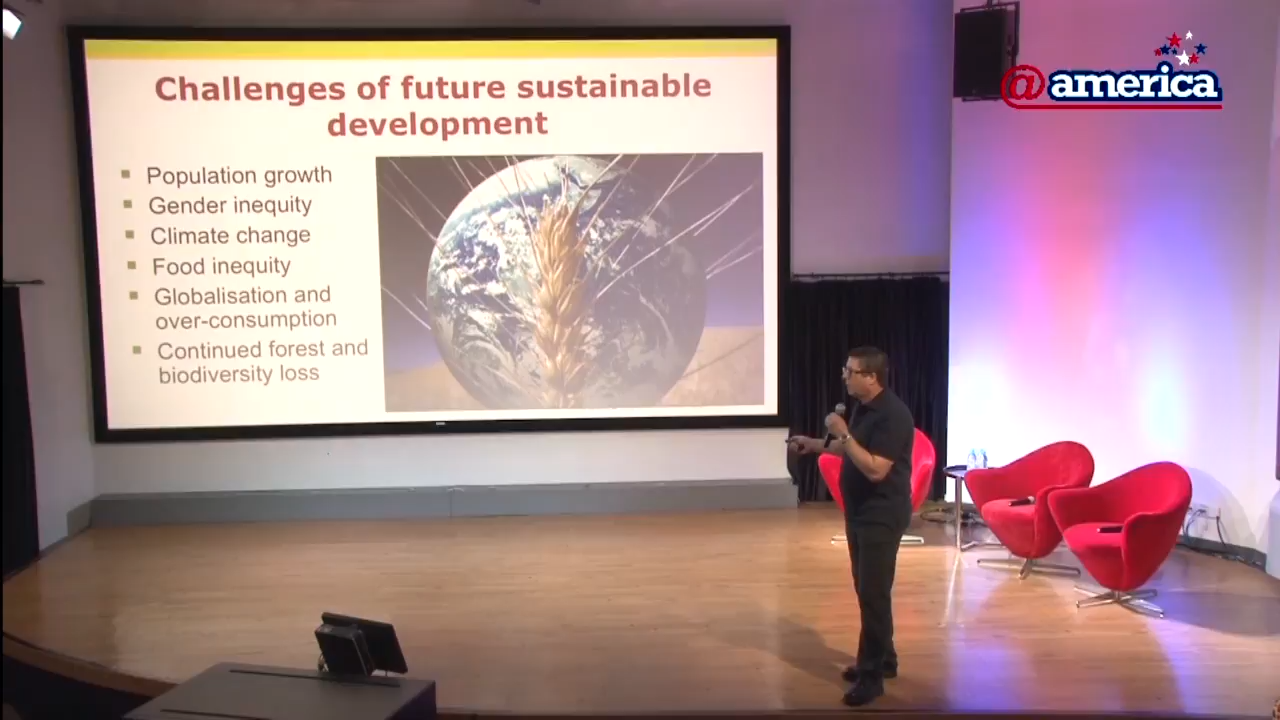 Challenges of future sustainable
development
Population growth
Gender inequity
Climate change
Food inequity
Globalisation and
over-consumption
Continued forest and
biodiversity loss
@america